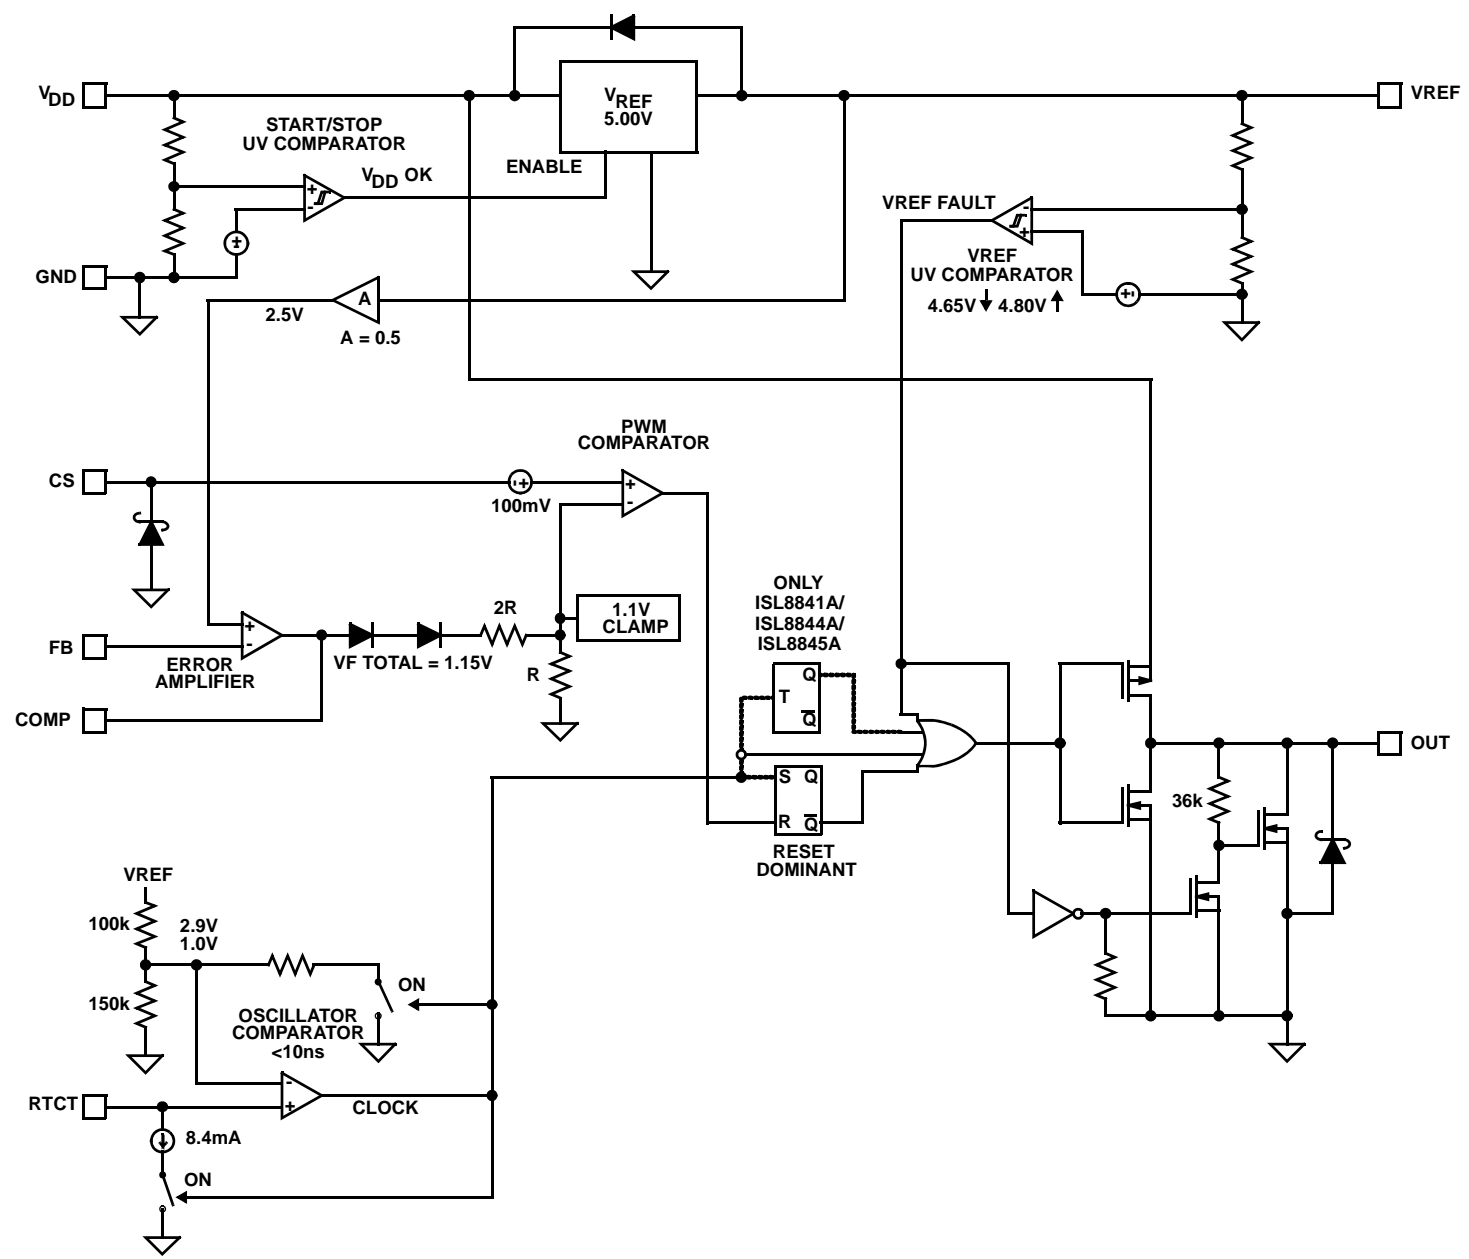 VDD
VREF
5.00V
VREF
START/STOP
UV COMPARATOR
VDD OK
ENABLE
+
-
VREF FAULT
-
+
VREF
UV COMPARATOR
4.65V 4.80V
GND
2.5V
A
A = 0.5
PWM
COMPARATOR
CS
100mV
+
-
ONLY
ISL8841A/
ISL8844A/
ISL8845A
2R
1.1V
CLAMP
FB
+
-
ERROR
AMPLIFIER
VF TOTAL = 1.15V
R
COMP
Q
T
Q
OUT
S Q
R Q
36k
RESET
DOMINANT
VREF
100k
2.9V
1.0V
150k
ON
OSCILLATOR
COMPARATOR
<10ns
-
+
RTCT
CLOCK
8.4mA
ON